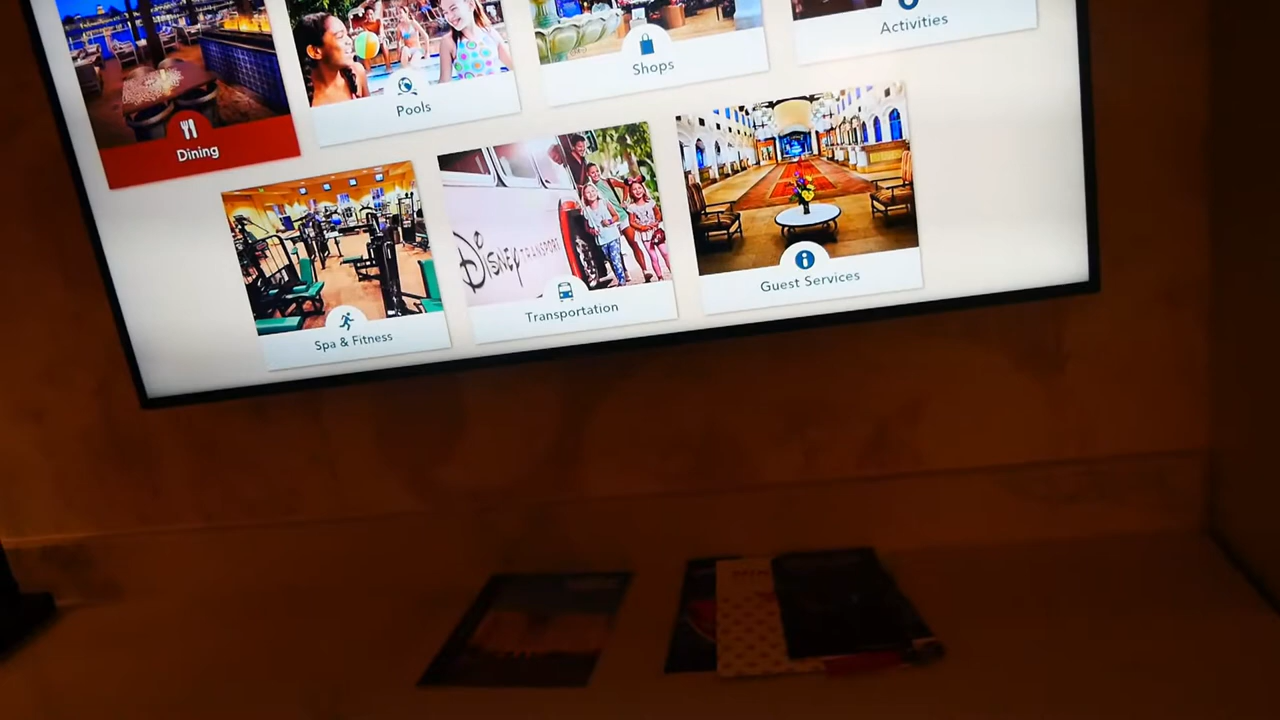 Activities
Shops
Pools
Dining
Guest Services
Transportation
Spa & Fitness
DISNEY TRANSPORT